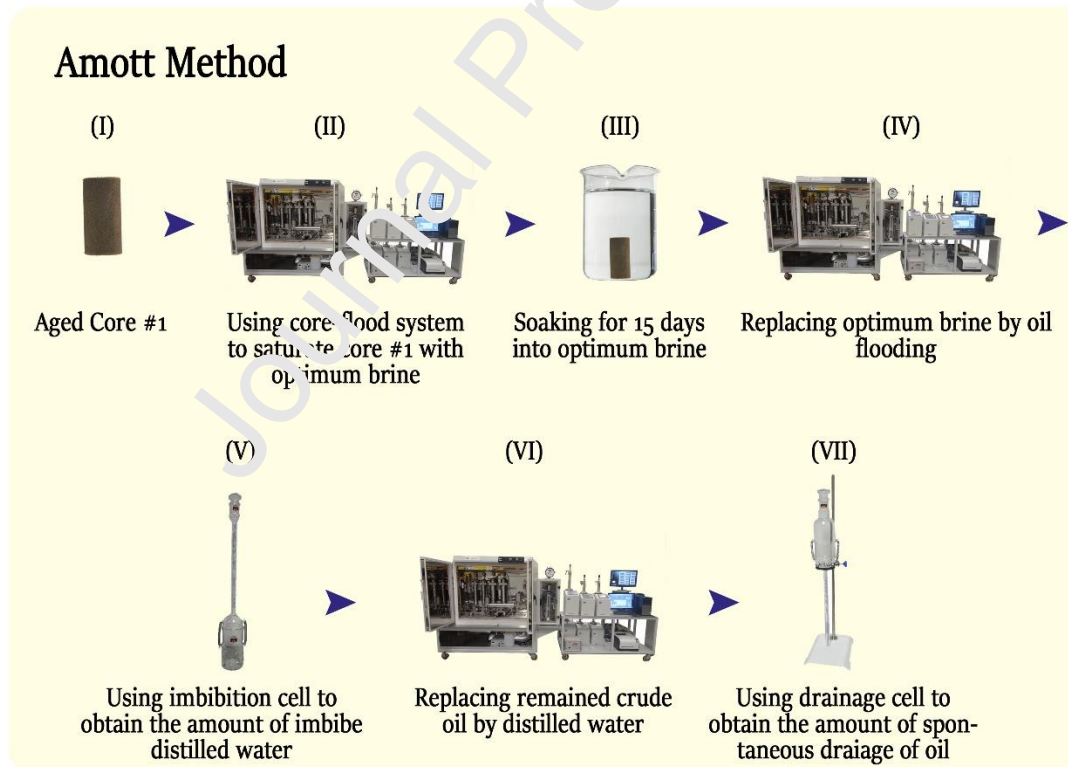 Journal Pre
Amott Method
(I)
(II)
(III)
(IV)
Aged Core #1
Using core-flood system
to saturate core #1 with
optimum brine
Soaking for 15 days
into optimum brine
Replacing optimum brine by oil
flooding
(V)
(VI)
(VII)
Using imbibition cell to
obtain the amount of imbibe
distilled water
Replacing remained crude
oil by distilled water
Using drainage cell to
obtain the amount of spon-
taneous draiage of oil